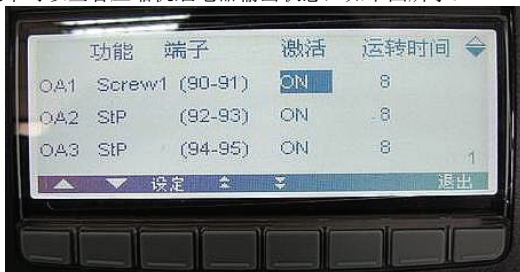 功能 端子 激活 运转时间
OA1 Screw1 (90-91) ON 8
OA2 StP (92-93) ON 8
OA3 StP (94-95) ON 8
1
设定 退出